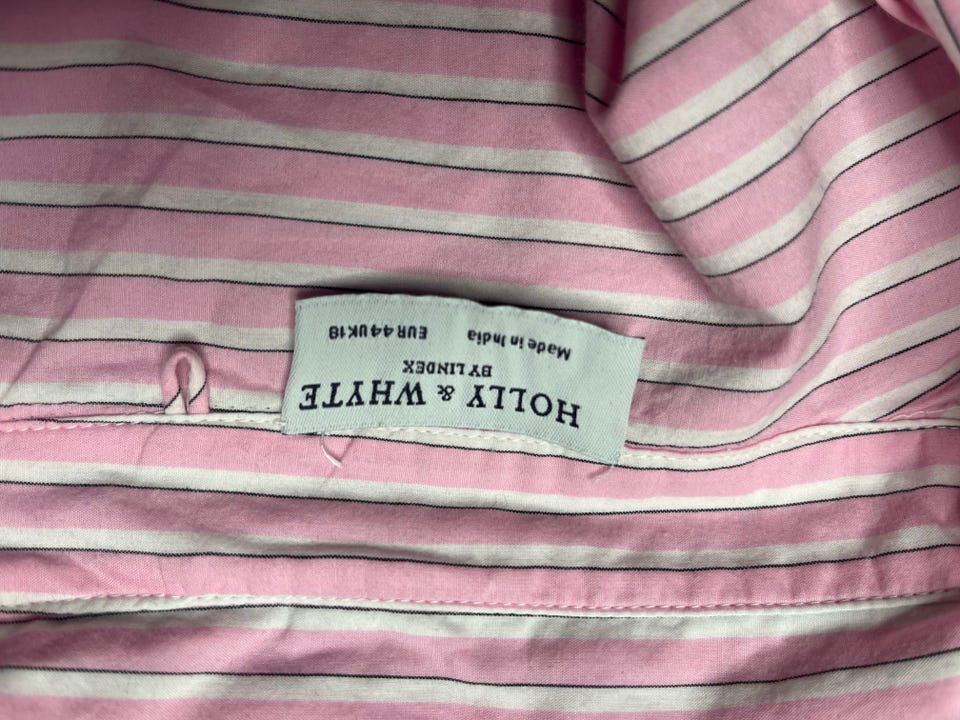 HOLLY & WHYTE
BY LINDEX
Made in India EUR 44 UK 18